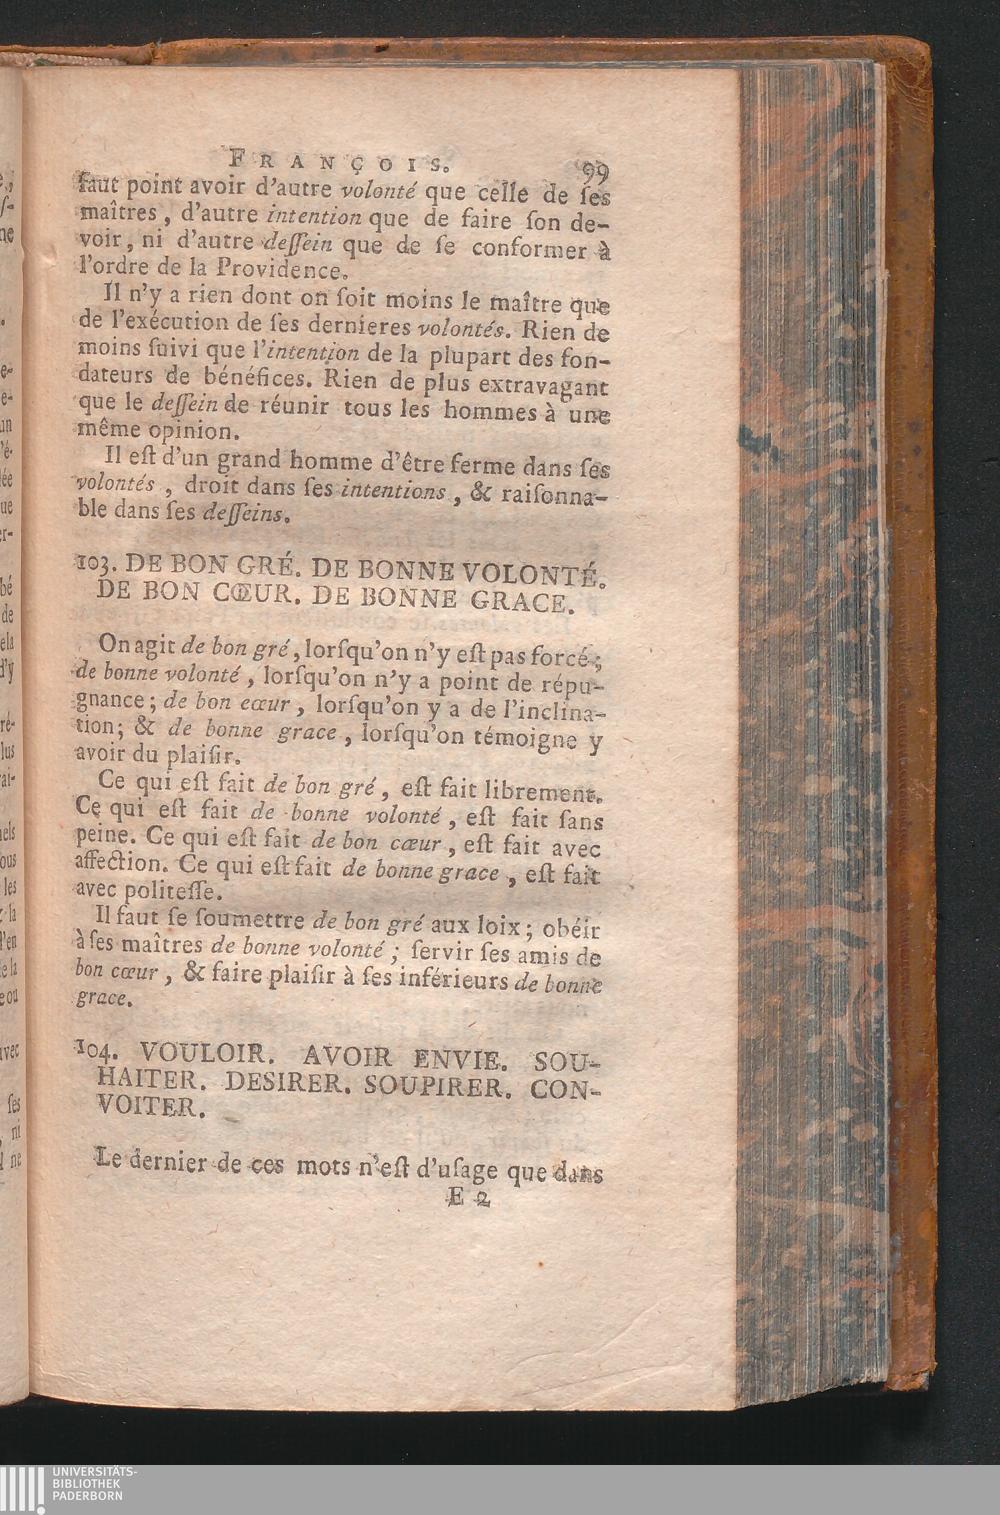 FRANÇOIS. 99
faut point avoir d'autre volonté que celle de ſes
maîtres, d'autre intention que de faire ſon de-
voir, ni d'autre deſſein que de ſe conformer à
l'ordre de la Providence.
Il n'y a rien dont on ſoit moins le maître que
de l'exécution de ſes dernieres volontés. Rien de
moins ſuivi que l'intention de la plupart des fon-
dateurs de bénéfices. Rien de plus extravagant
que le deſſein de réunir tous les hommes à une
même opinion.
Il eſt d'un grand homme d'être ferme dans ſes
volontés, droit dans ſes intentions, & raiſonna-
ble dans ſes deſſeins.
103. DE BON GRÉ. DE BONNE VOLONTÉ.
DE BON CŒUR. DE BONNE GRACE.
On agit de bon gré, lorſqu'on n'y eſt pas forcé;
de bonne volonté, lorſqu'on n'y a point de répu-
gnance; de bon eœur, lorſqu'on y a de l'inclina-
tion; & de bonne grace, lorſqu'on témoigne y
avoir du plaiſir.
Ce qui eſt fait de bon gré, eſt fait librement.
Ce qui eſt fait de bonne volonté, eſt fait ſans
peine. Ce qui eſt fait de bon cœur, eſt fait avec
affection. Ce qui eſt fait de bonne grace, eſt fait
avec politeſſe.
Il faut ſe ſoumettre de bon gré aux loix; obéir
à ſes maîtres de bonne volonté; ſervir ſes amis de
bon cœur, & faire plaiſir à ſes inférieurs de bonne
grace.
104. VOULOIR. AVOIR ENVIE. SOU-
HAITER. DESIRER. SOUPIRER. CON-
VOITER.
Le dernier de ces mots n'eſt d'uſage que dans
E 2
UNIVERSITÄTS-
BIBLIOTHEK
PADERBORN